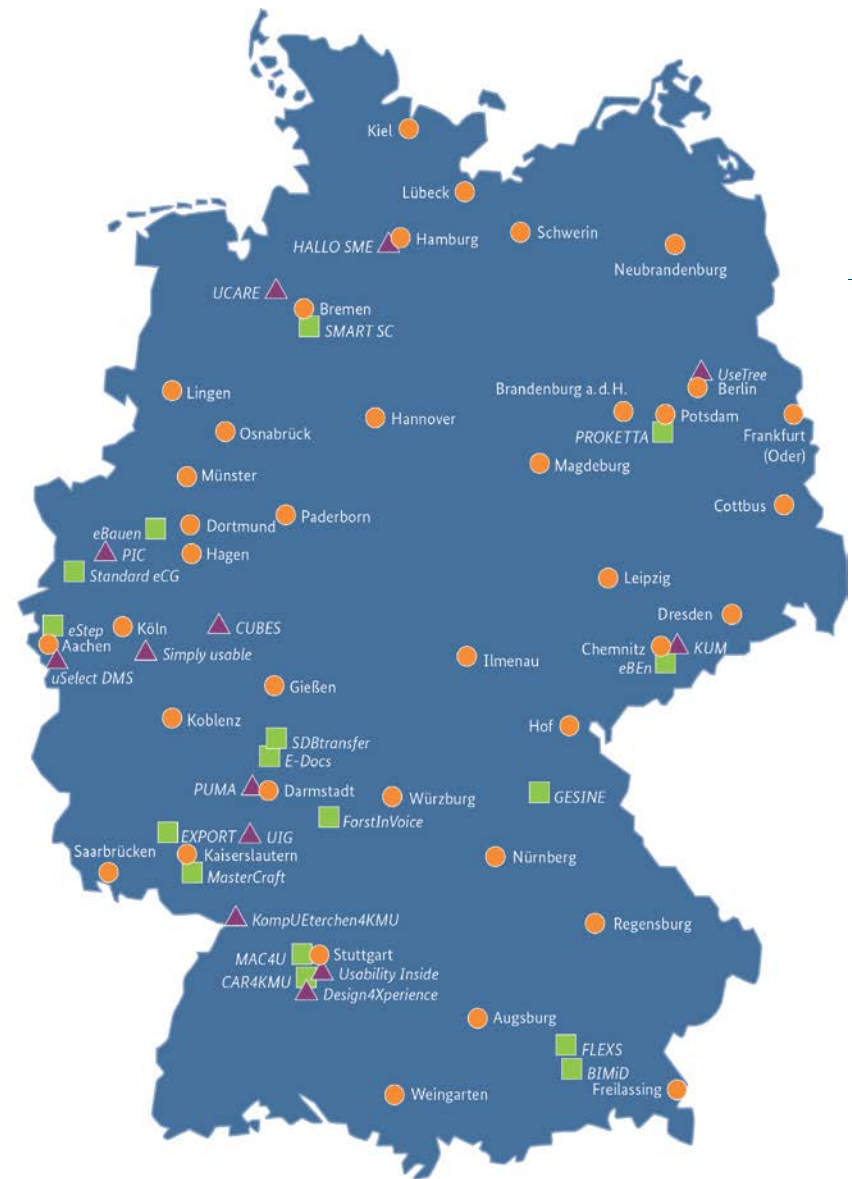 Kiel
Lübeck
HALLO SME
Hamburg
Schwerin
Neubrandenburg
UCARE
Bremen
SMART SC
UseTree
Berlin
Lingen
Brandenburg a. d. H.
Hannover
Potsdam
Osnabrück
PROKETTA
Frankfurt
(Oder)
Magdeburg
Münster
Cottbus
Paderborn
Dortmund
eBauen
PIC
Hagen
Standard eCG
Leipzig
Dresden
eStep
Köln
CUBES
Aachen
Simply usable
Chemnitz
KUM
Ilmenau
eBEn
uSelect DMS
Gießen
Koblenz
Hof
SDBtransfer
E-Docs
PUMA
Darmstadt
Würzburg
GESINE
ForstInVoice
EXPORT
UIG
Saarbrücken
Kaiserslautern
Nürnberg
MasterCraft
KompUEterchen4KMU
Regensburg
MAC4U
Stuttgart
Usability Inside
CAR4KMU
Design4Xperience
Augsburg
FLEXS
BIMiD
Freilassing
Weingarten